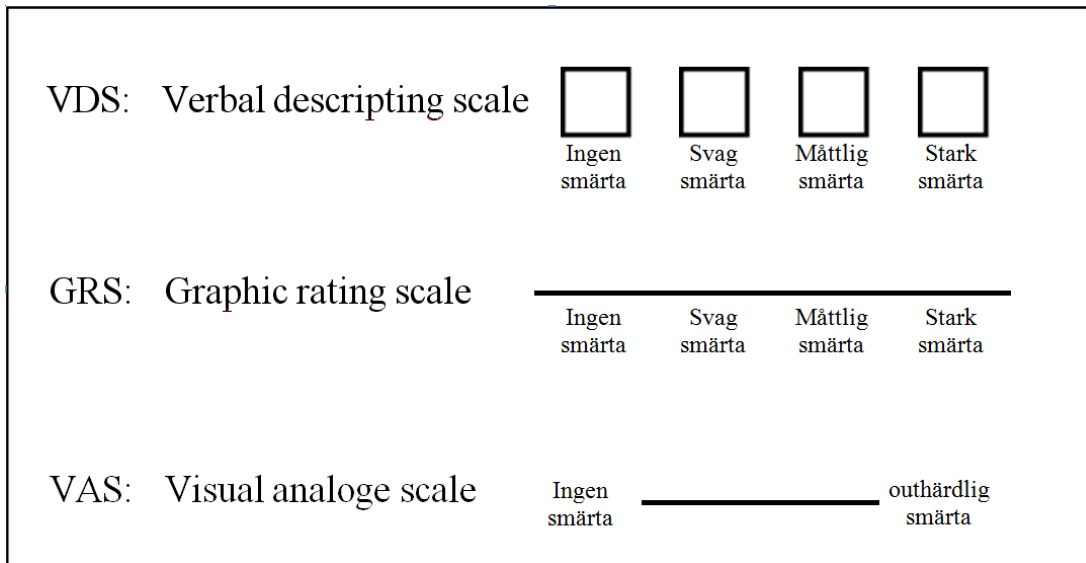 VDS: Verbal descripting scale
Ingen Svag Måttlig Stark
smärta smärta smärta smärta
GRS: Graphic rating scale
Ingen Svag Måttlig Stark
smärta smärta smärta smärta
VAS: Visual analoge scale
Ingen outhärdlig
smärta smärta